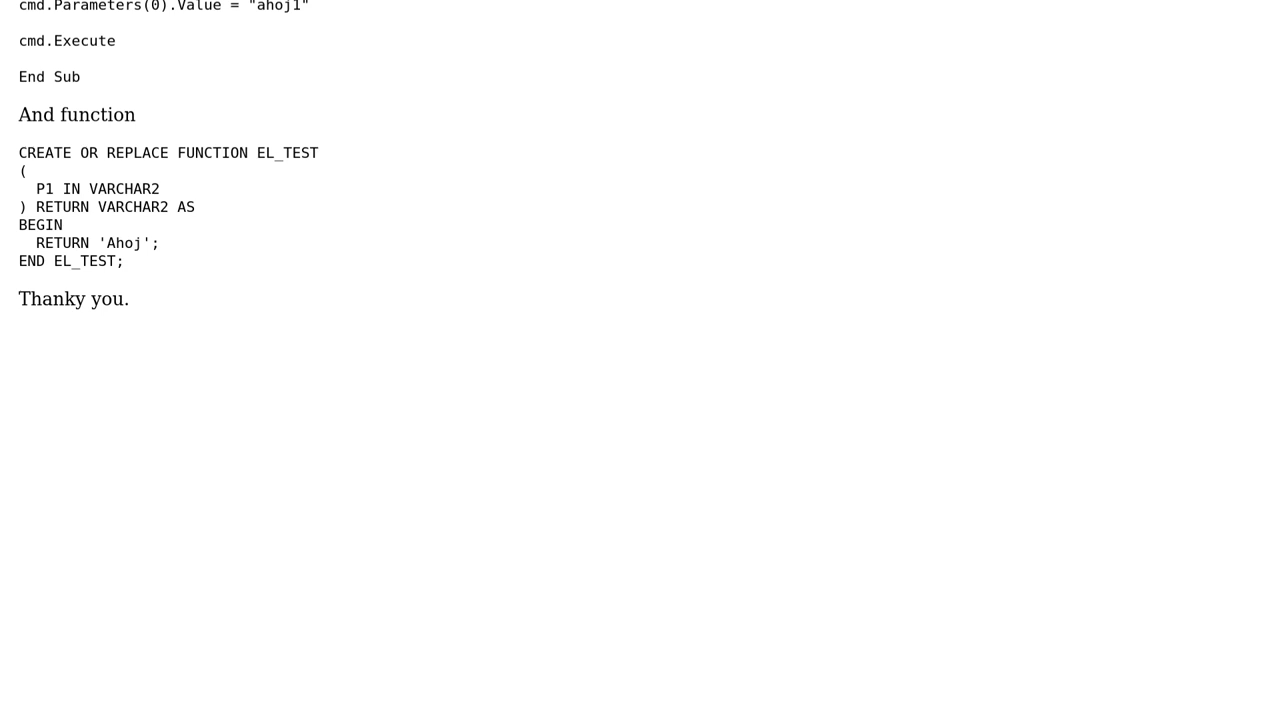 cmd.Parameters(0).Value = "ahoj1"
cmd.Execute
End Sub
And function
CREATE OR REPLACE FUNCTION EL_TEST
(
  P1 IN VARCHAR2
) RETURN VARCHAR2 AS
BEGIN
  RETURN 'Ahoj';
END EL_TEST;
Thanky you.